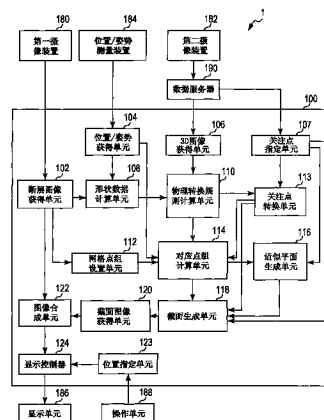 1
180
184
182
第一摄
像装置
位置/姿势
测量装置
第二摄
像装置
190
数据服务器
100
104
106
107
位置/姿势
获得单元
3D图像
获得单元
关注点
指定单元
102
108
110
113
断层图像
获得单元
形状数据
计算单元
物理转换规
则计算单元
关注点
转换单元
112
114
116
网格点组
设置单元
对应点组
计算单元
近似平面
生成单元
122
120
118
图像合
成单元
截面图像
获得单元
截面生成单元
124
123
显示控制器
位置指定单元
186
188
显示单元
操作单元